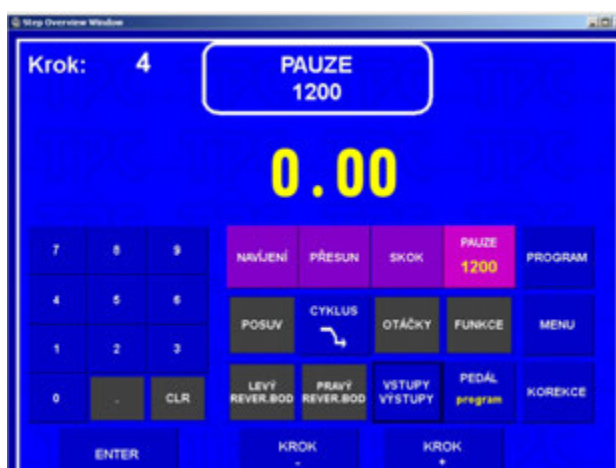 Step Overview Window
Krok: 4
PAUZE
1200
0.00
7 8 9
NAVÍJENÍ PŘESUN SKOK PAUZE 1200 PROGRAM
4 5 6
POSUV CYKLUS OTÁČKY FUNKCE MENU
1 2 3
0 . CLR
LEVÝ REVER.BOD PRAVÝ REVER.BOD VSTUPY VÝSTUPY PEDÁL program KOREKCE
ENTER
KROK -
KROK +